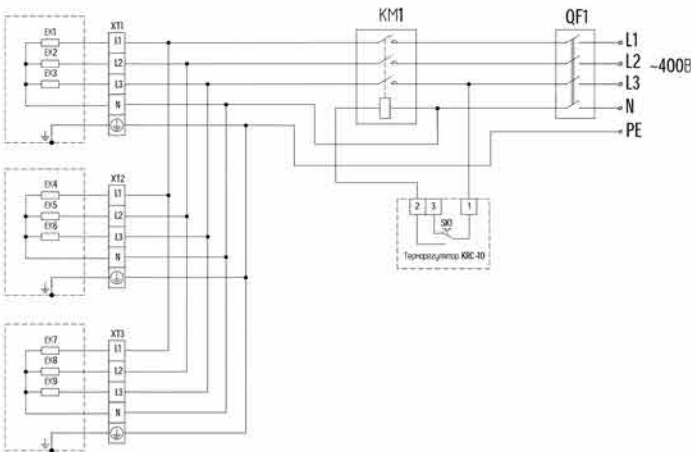 KM1
QF1
XT1
EK1
EK2
EK3
L1
L2
L3
N
L1
L2
L3
N
PE
~400В
XT2
EK4
EK5
EK6
L1
L2
L3
N
2
3
1
SK1
Терморегулятор KRC-10
XT3
EK7
EK8
EK9
L1
L2
L3
N